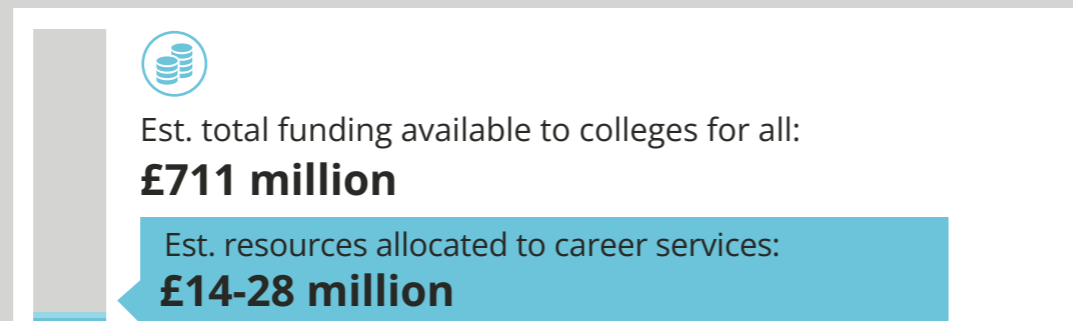 Est. total funding available to colleges for all:
£711 million
Est. resources allocated to career services:
£14-28 million